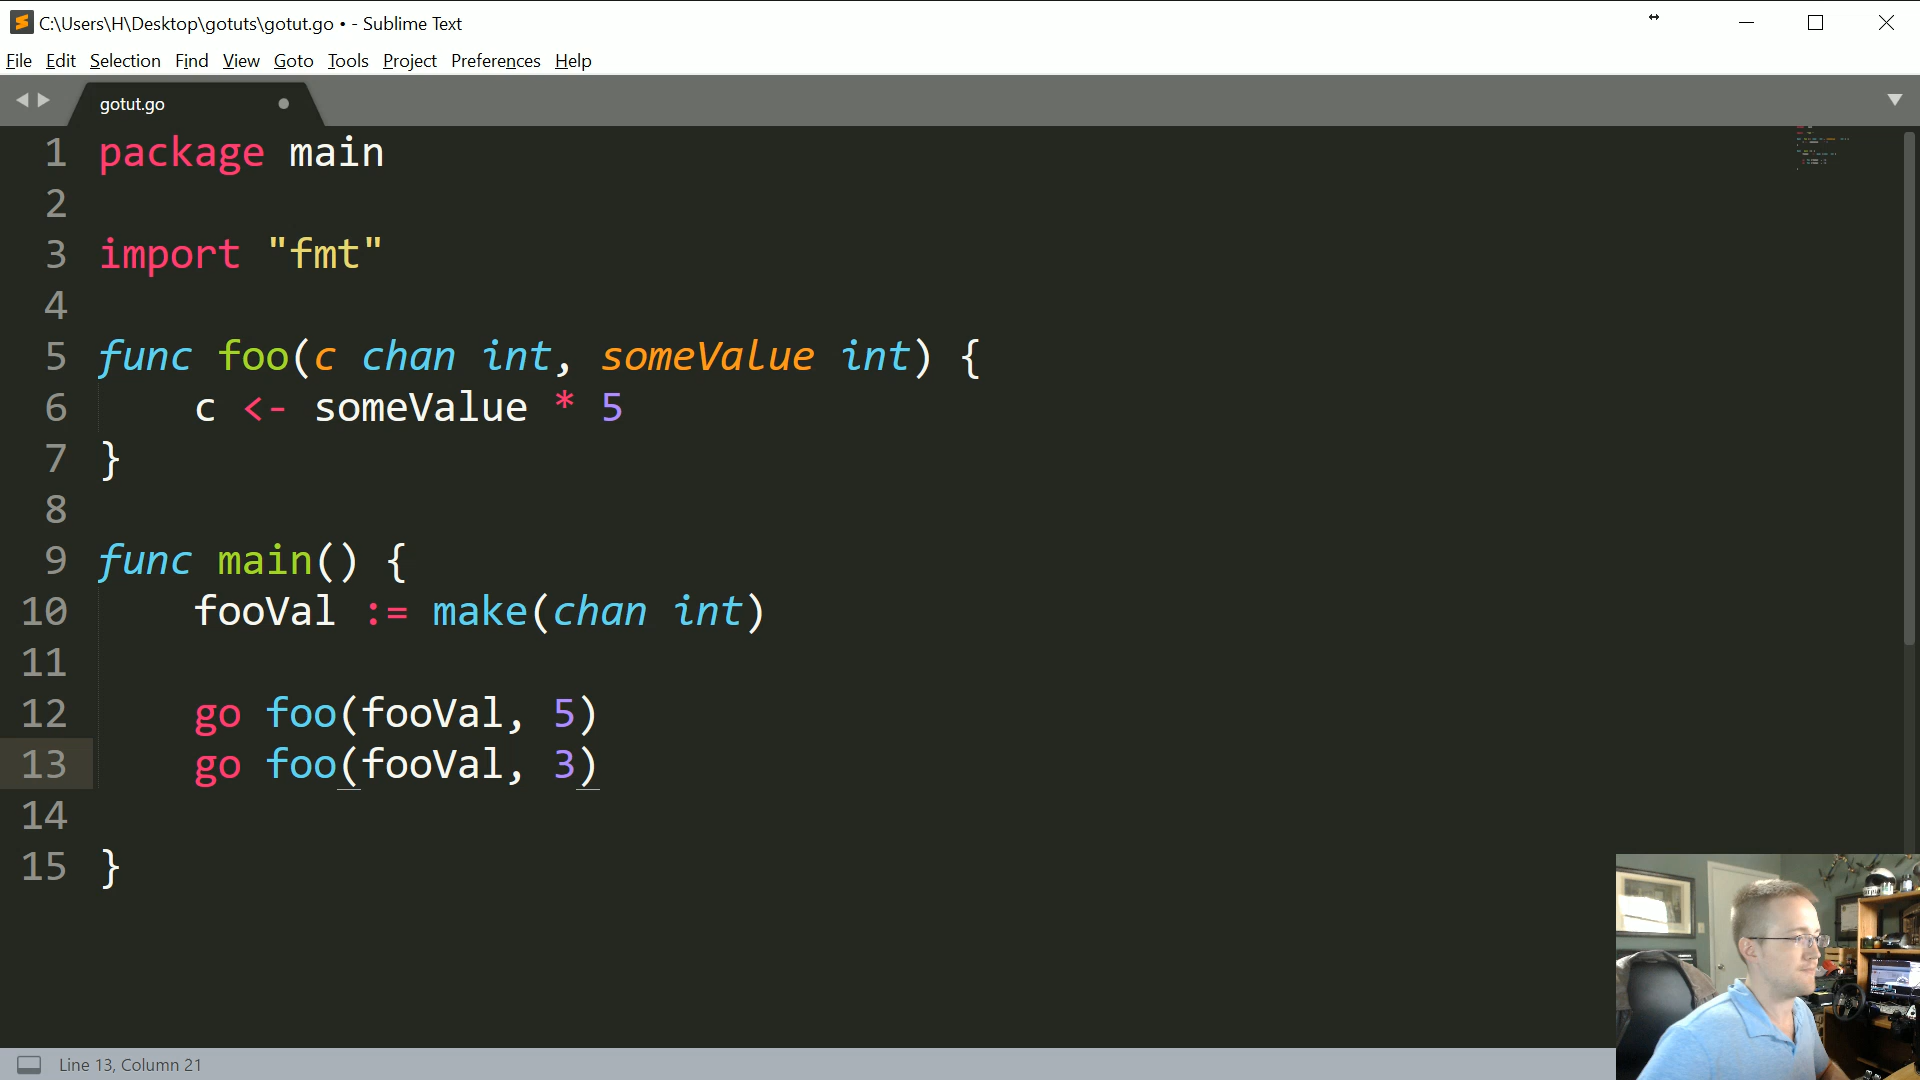 C:\Users\H\Desktop\gotuts\gotut.go • - Sublime Text
File Edit Selection Find View Goto Tools Project Preferences Help
gotut.go
1 package main
2
3 import "fmt"
4
5 func foo(c chan int, someValue int) {
6 c <- someValue * 5
7 }
8
9 func main() {
10 fooVal := make(chan int)
11
12 go foo(fooVal, 5)
13 go foo(fooVal, 3)
14
15 }
Line 13, Column 21